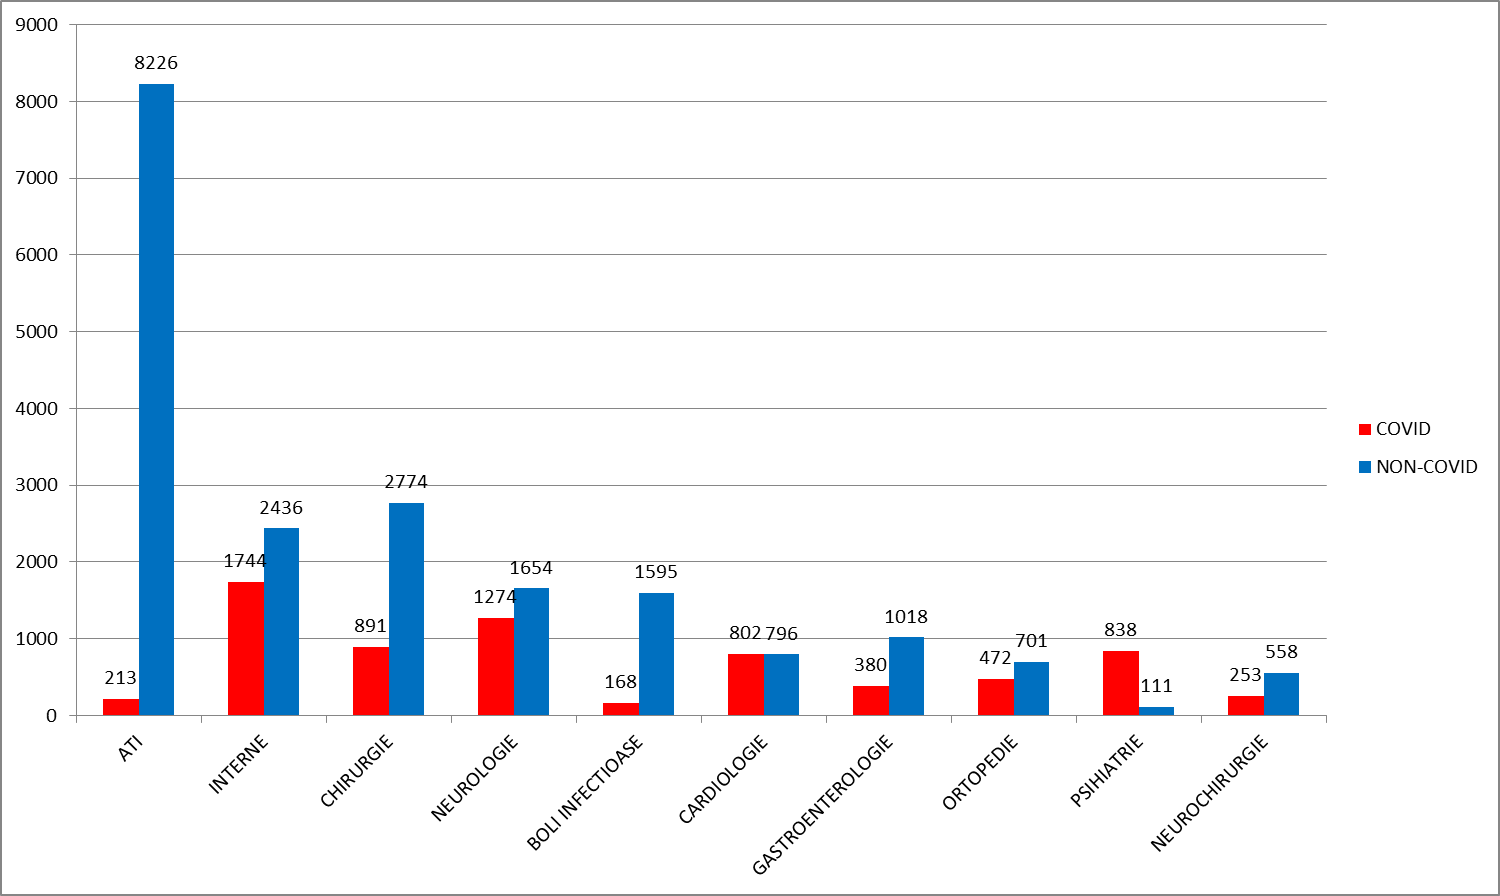 9000
8000
7000
6000
5000
4000
3000
2000
1000
0
213
8226
1744
2436
891
2774
1274
1654
168
1595
802
796
380
1018
472
701
838
111
253
558
ATI
INTERNE
CHIRURGIE
NEUROLOGIE
BOLI INFECTIOASE
CARDIOLOGIE
GASTROENTEROLOGIE
ORTOPEDIE
PSIHIATRIE
NEUROCHIRURGIE
COVID
NON-COVID